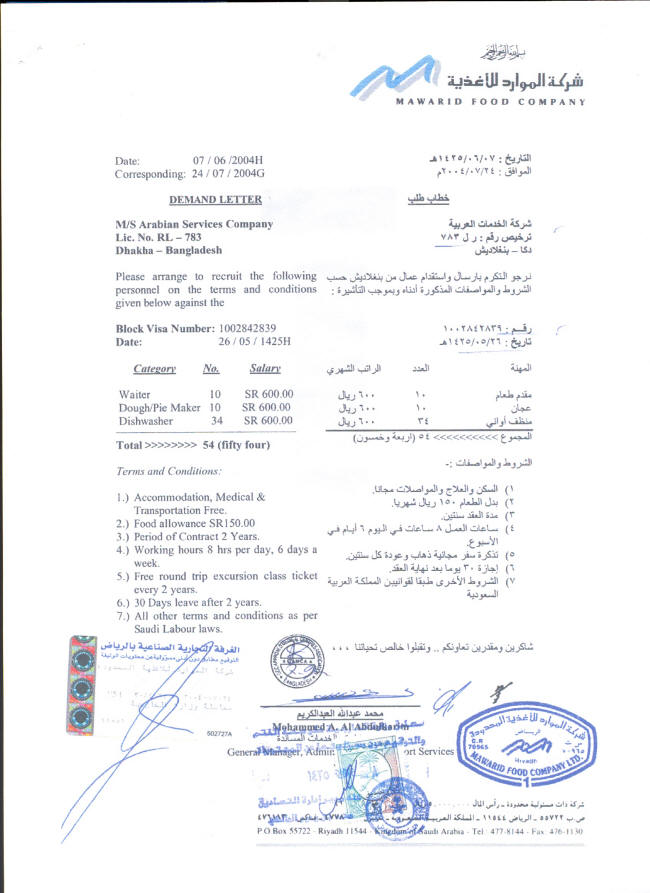 شركة الموارد للأغذية
MAWARID FOOD COMPANY
Date: 07 / 06 /2004H
Corresponding: 24 / 07 / 2004G
التاريخ : ١٤٢٥/٠٦/٠٧هـ
الموافق : ٢٠٠٤/٠٧/٢٤م
DEMAND LETTER
خطاب طلب
M/S Arabian Services Company
Lic. No. RL – 783
Dhakha – Bangladesh
شركة الخدمات العربية
ترخيص رقم : ر ل ٧٨٣
دكا – بنغلاديش
Please arrange to recruit the following
personnel on the terms and conditions
given below against the
نرجو التكرم بارسال واستقدام عمال من بنغلاديش حسب
الشروط والمواصفات المذكورة أدناه وبموجب التأشيرة :
Block Visa Number: 1002842839
Date: 26 / 05 / 1425H
رقم : ١٠٠٢٨٤٢٨٣٩
تاريخ : ١٤٢٥/٠٥/٢٦هـ
Category No. Salary
المهنة العدد الراتب الشهري
Waiter 10 SR 600.00
Dough/Pie Maker 10 SR 600.00
Dishwasher 34 SR 600.00
مقدم طعام ١٠ ٦٠٠ ريال
عجان ١٠ ٦٠٠ ريال
منظف أواني ٣٤ ٦٠٠ ريال
Total >>>>>>>> 54 (fifty four)
المجموع >>>>>>>>>> ٥٤ (اربعة وخمسون)
Terms and Conditions:
1.) Accommodation, Medical &
Transportation Free.
2.) Food allowance SR150.00
3.) Period of Contract 2 Years.
4.) Working hours 8 hrs per day, 6 days a
week.
5.) Free round trip excursion class ticket
every 2 years.
6.) 30 Days leave after 2 years.
7.) All other terms and conditions as per
Saudi Labour laws.
الشروط والمواصفات :-
١) السكن والعلاج والمواصلات مجانا.
٢) بدل الطعام ١٥٠ ريال شهريا.
٣) مدة العقد سنتين.
٤) ساعات العمل ٨ ساعات في اليوم ٦ أيام في
الأسبوع.
٥) تذكرة سفر مجانية ذهاب وعودة كل سنتين.
٦) إجازة ٣٠ يوما بعد نهاية العقد.
٧) الشروط الأخرى طبقا لقوانيين المملكة العربية
السعودية
شاكرين ومقدرين تعاونكم .. وتقبلوا خالص تحياتنا ،،،
الغرفة التجارية الصناعية بالرياض
BANGLADESH
محمد عبدالله العبدالكريم
Mohammed A. Al Abdulkarim
الخدمات المساندة
General Manager, Admin ort Services
502727A
شركة الموارد للأغذية المحدودة
الرياض
C.R.
70965
Riyadh
MAWARID FOOD COMPANY LTD.
1
شركة ذات مسئولية محدودة ـ رأس المال
ص.ب ٥٥٧٢٢ ـ الرياض ١١٥٤٤ ـ المملكة العربية السعودية
P.O Box 55722 - Riyadh 11544 - Kingdom of Saudi Arabia - Tel : 477-8144 - Fax: 476-1130